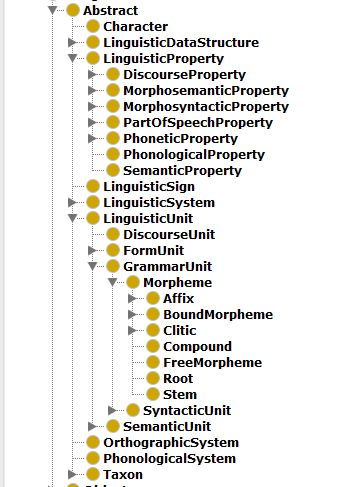 Abstract
Character
LinguisticDataStructure
LinguisticProperty
DiscourseProperty
MorphosemanticProperty
MorphosyntacticProperty
PartOfSpeechProperty
PhoneticProperty
PhonologicalProperty
SemanticProperty
LinguisticSign
LinguisticSystem
LinguisticUnit
DiscourseUnit
FormUnit
GrammarUnit
Morpheme
Affix
BoundMorpheme
Clitic
Compound
FreeMorpheme
Root
Stem
SyntacticUnit
SemanticUnit
OrthographicSystem
PhonologicalSystem
Taxon